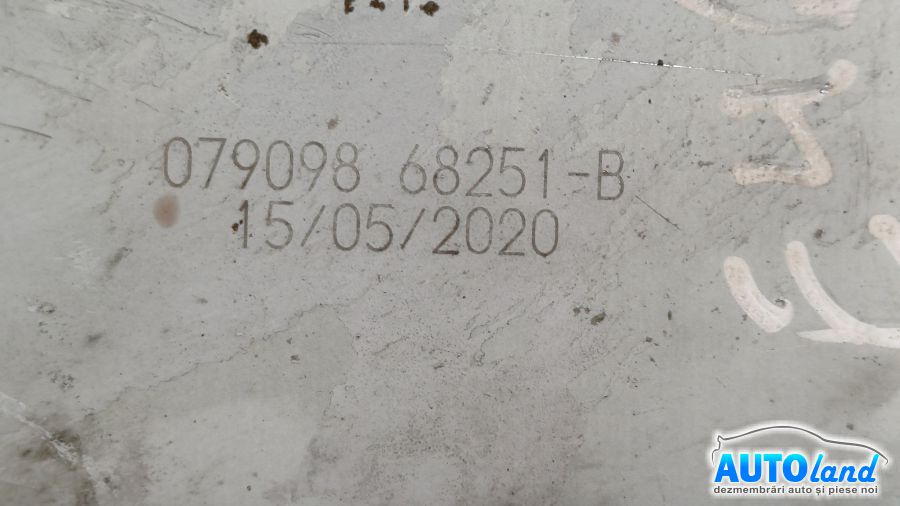 079098 68251-B
15/05/2020
AUTOland
dezmembrări auto și piese noi